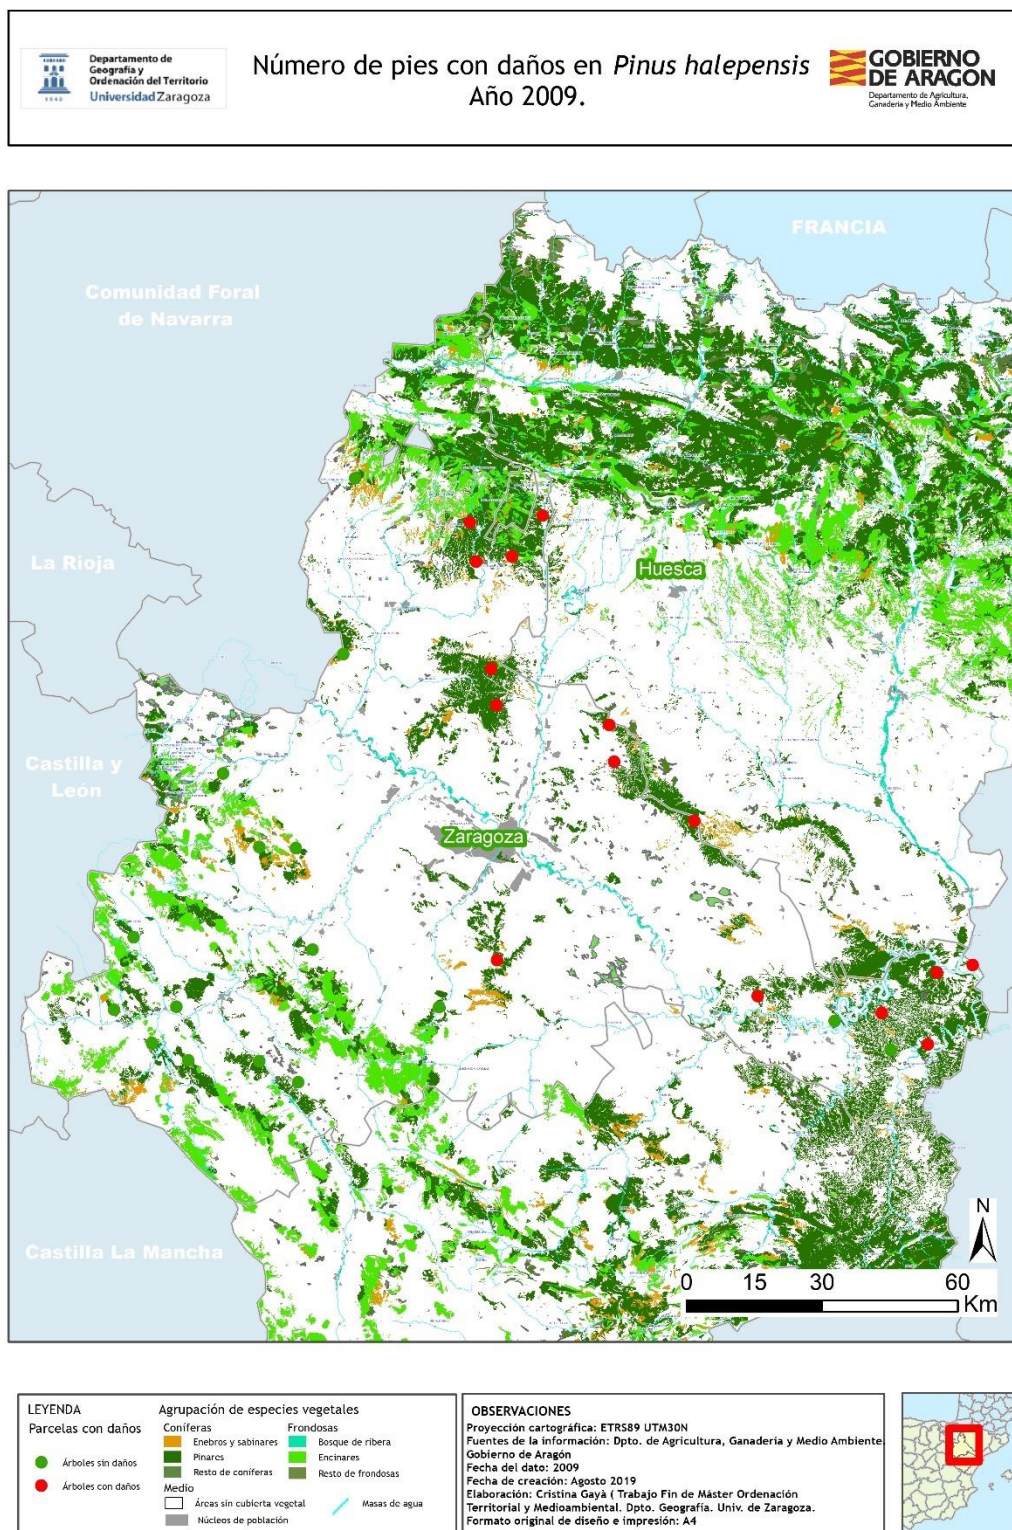 Departamento de
Geografía y
Ordenación del Territorio
Universidad Zaragoza
1542
Número de pies con daños en Pinus halepensis
Año 2009.
GOBIERNO
DE ARAGON
Departamento de Agricultura,
Ganadería y Medio Ambiente
FRANCIA
Comunidad Foral
de Navarra
La Rioja
Huesca
Castilla y
León
Zaragoza
Castilla La Mancha
N
0 15 30 60
Km
LEYENDA
Parcelas con daños
Árboles sin daños
Árboles con daños
Agrupación de especies vegetales
Coníferas
Enebros y sabinares
Pinares
Resto de coníferas
Frondosas
Bosque de ribera
Encinares
Resto de frondosas
Medio
Áreas sin cubierta vegetal
Masas de agua
Núcleos de población
OBSERVACIONES
Proyección cartográfica: ETRS89 UTM30N
Fuentes de la información: Dpto. de Agricultura, Ganadería y Medio Ambiente.
Gobierno de Aragón
Fecha del dato: 2009
Fecha de creación: Agosto 2019
Elaboración: Cristina Gayà ( Trabajo Fin de Máster Ordenación
Territorial y Medioambiental. Dpto. Geografía. Univ. de Zaragoza.
Formato original de diseño e impresión: A4